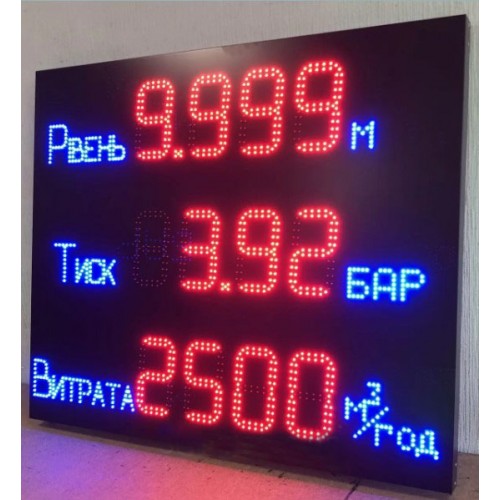 Рвень 9.999 м
Тиск 3.92 БАР
Витрата 2500 м³/год